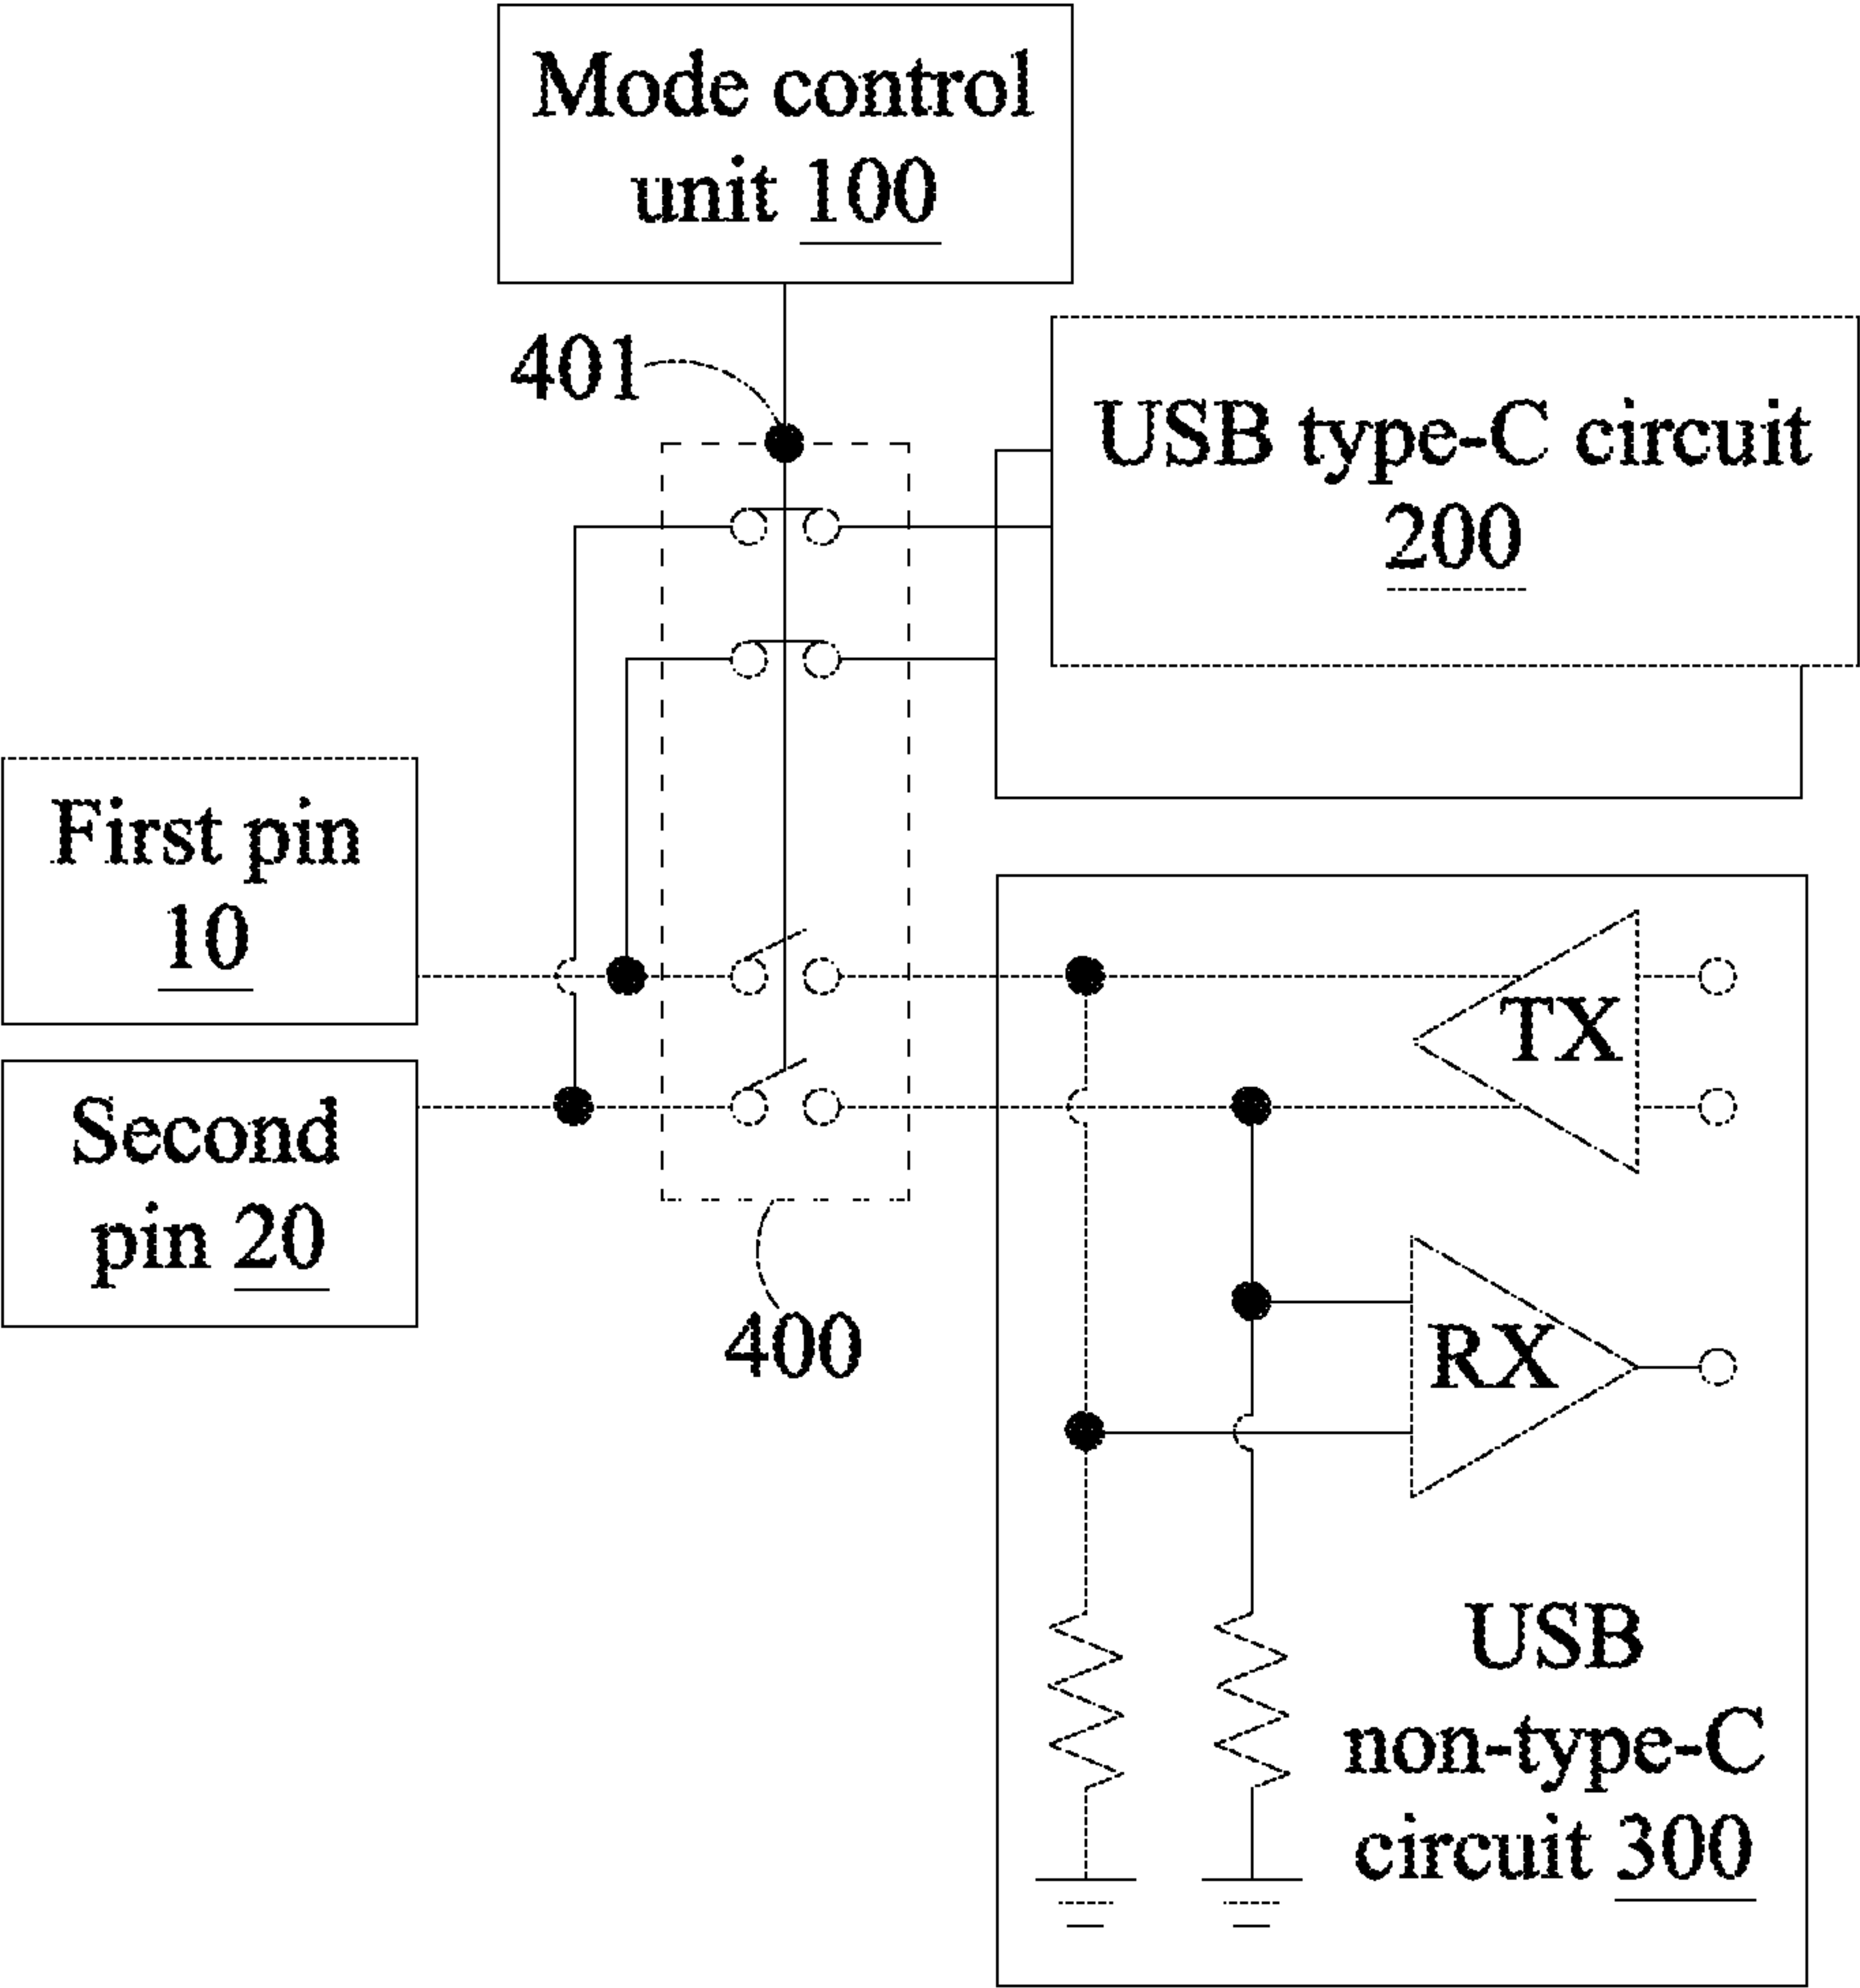 Mode control
unit 100
401
USB type-C circuit
200
First pin
10
TX
Second
pin 20
400
RX
USB
non-type-C
circuit 300